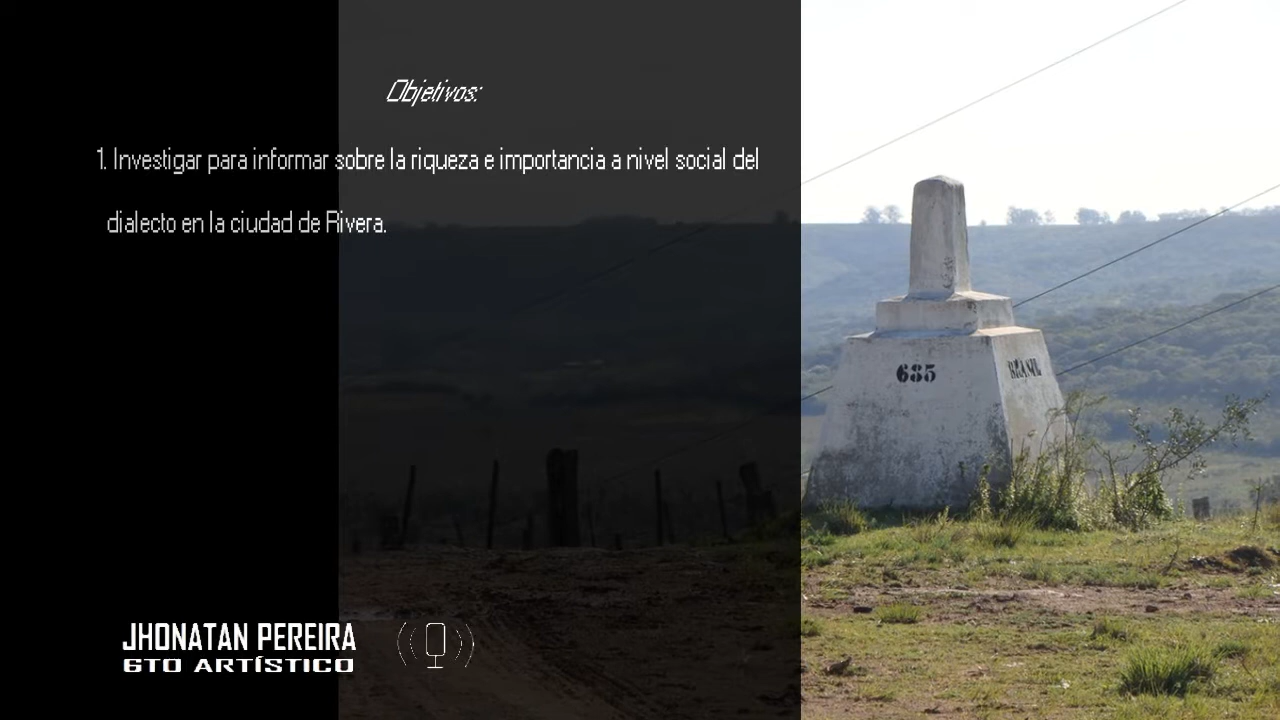 Objetivos:
1. Investigar para informar sobre la riqueza e importancia a nivel social del
dialecto en la ciudad de Rivera.
685
BRASIL
JHONATAN PEREIRA
6TO ARTÍSTICO